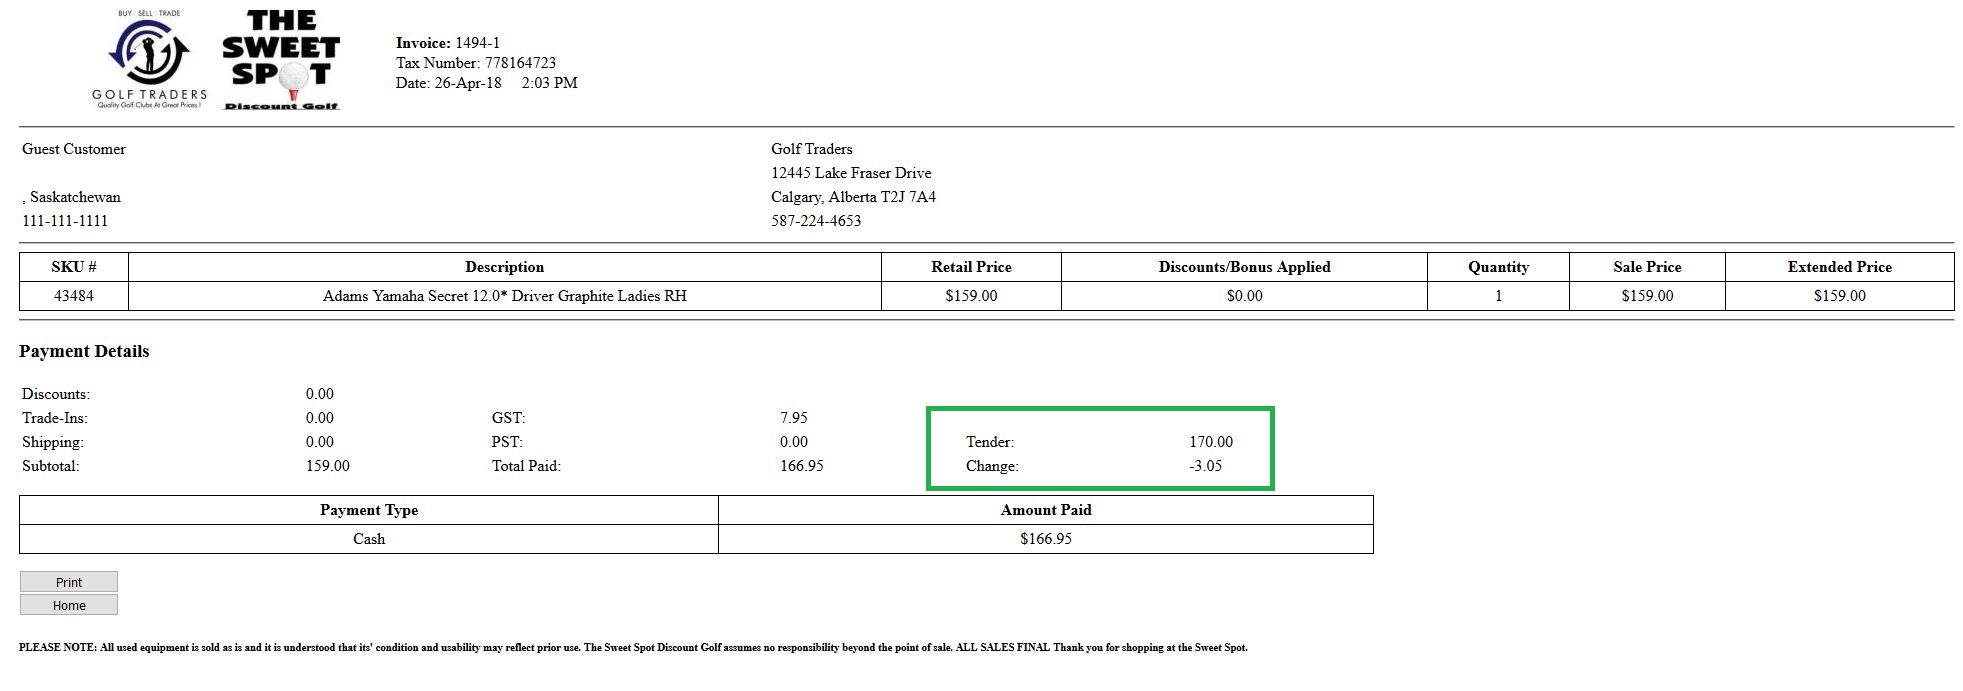 BUY | SELL | TRADE
GOLF TRADERS
Quality Golf Clubs At Great Prices !
THE
SWEET
SPOT
Discount Golf
Invoice: 1494-1
Tax Number: 778164723
Date: 26-Apr-18 2:03 PM
Guest Customer
, Saskatchewan
111-111-1111
Golf Traders
12445 Lake Fraser Drive
Calgary, Alberta T2J 7A4
587-224-4653
SKU # Description Retail Price Discounts/Bonus Applied Quantity Sale Price Extended Price
43484 Adams Yamaha Secret 12.0* Driver Graphite Ladies RH $159.00 $0.00 1 $159.00 $159.00
Payment Details
Discounts: 0.00
Trade-Ins: 0.00 GST: 7.95
Shipping: 0.00 PST: 0.00 Tender: 170.00
Subtotal: 159.00 Total Paid: 166.95 Change: -3.05
Payment Type Amount Paid
Cash $166.95
Print
Home
PLEASE NOTE: All used equipment is sold as is and it is understood that its' condition and usability may reflect prior use. The Sweet Spot Discount Golf assumes no responsibility beyond the point of sale. ALL SALES FINAL Thank you for shopping at the Sweet Spot.